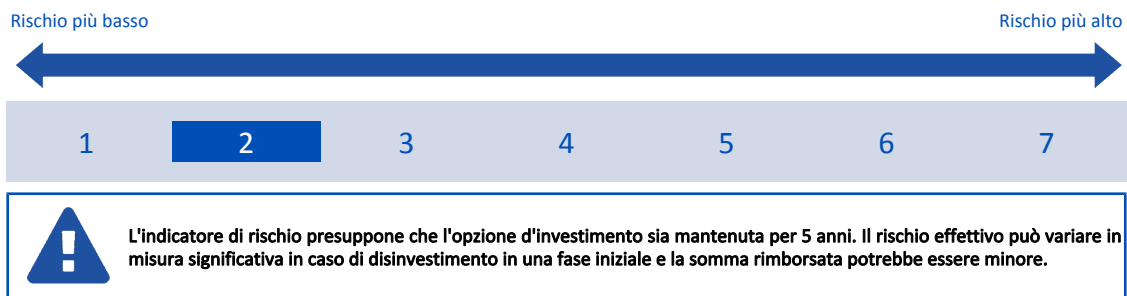 Rischio più basso Rischio più alto
1 2 3 4 5 6 7
L'indicatore di rischio presuppone che l'opzione d'investimento sia mantenuta per 5 anni. Il rischio effettivo può variare in
misura significativa in caso di disinvestimento in una fase iniziale e la somma rimborsata potrebbe essere minore.